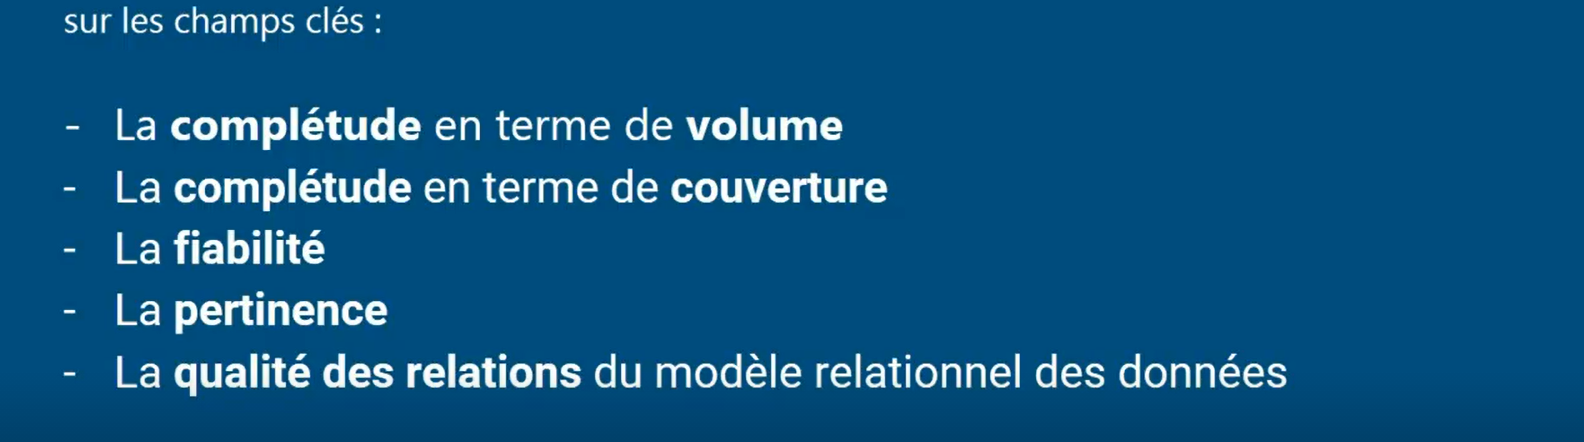 sur les champs clés :
- La complétude en terme de volume
- La complétude en terme de couverture
- La fiabilité
- La pertinence
- La qualité des relations du modèle relationnel des données